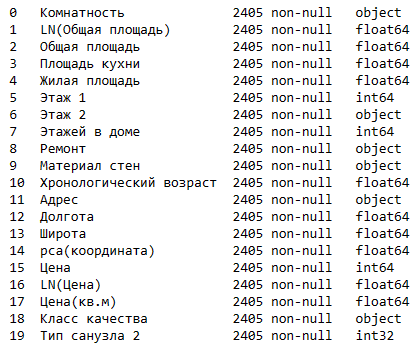 0 Комнатность 2405 non-null object
1 LN(Общая площадь) 2405 non-null float64
2 Общая площадь 2405 non-null float64
3 Площадь кухни 2405 non-null float64
4 Жилая площадь 2405 non-null float64
5 Этаж 1 2405 non-null int64
6 Этаж 2 2405 non-null object
7 Этажей в доме 2405 non-null int64
8 Ремонт 2405 non-null object
9 Материал стен 2405 non-null object
10 Хронологический возраст 2405 non-null float64
11 Адрес 2405 non-null object
12 Долгота 2405 non-null float64
13 Широта 2405 non-null float64
14 pca(координата) 2405 non-null float64
15 Цена 2405 non-null int64
16 LN(Цена) 2405 non-null float64
17 Цена(кв.м) 2405 non-null float64
18 Класс качества 2405 non-null object
19 Тип санузла 2 2405 non-null int32